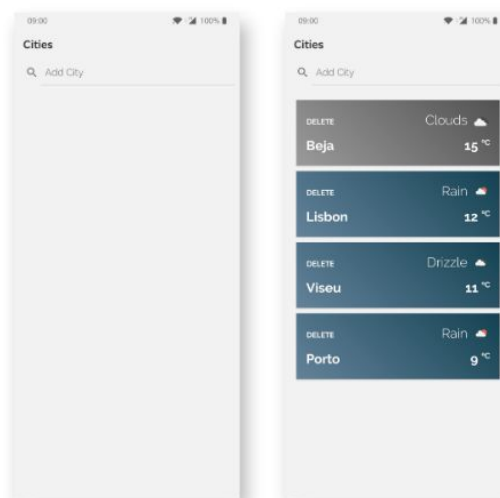 09:00 100%
Cities
Add City
09:00 100%
Cities
Add City
DELETE Clouds
Beja 15 °C
DELETE Rain
Lisbon 12 °C
DELETE Drizzle
Viseu 11 °C
DELETE Rain
Porto 9 °C